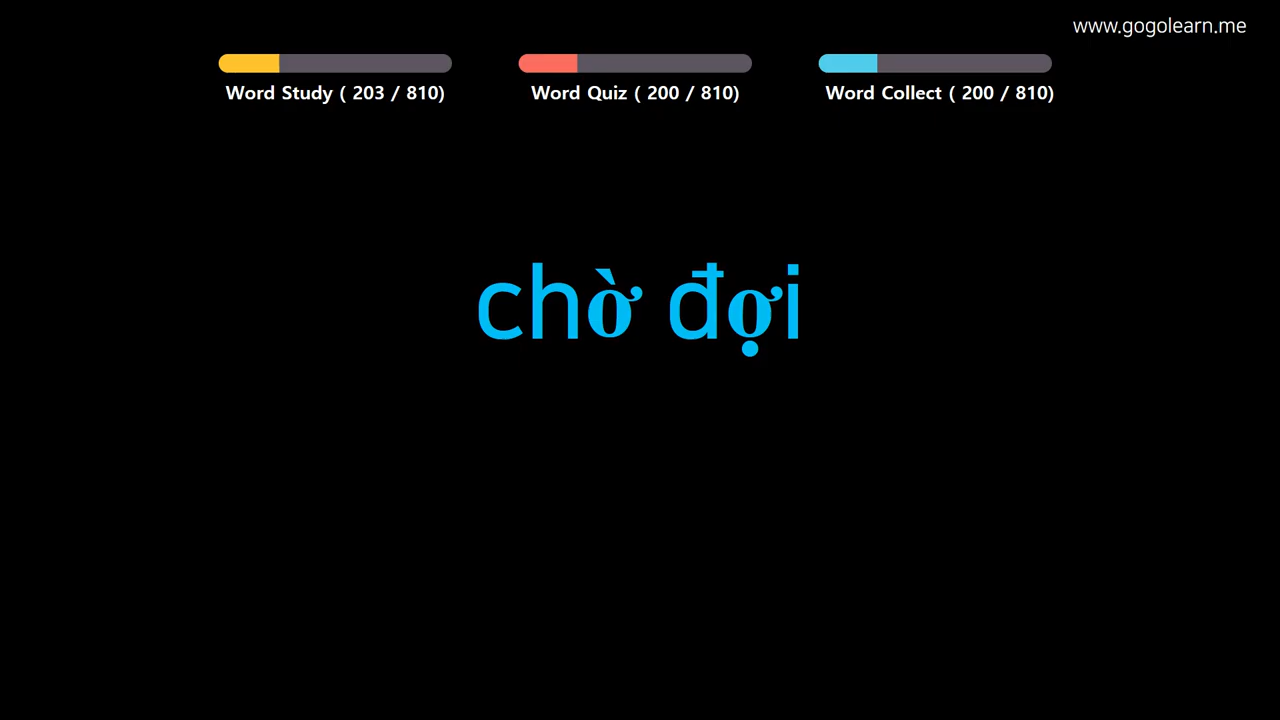 www.gogolearn.me
Word Study ( 203 / 810)
Word Quiz ( 200 / 810)
Word Collect ( 200 / 810)
chờ đợi